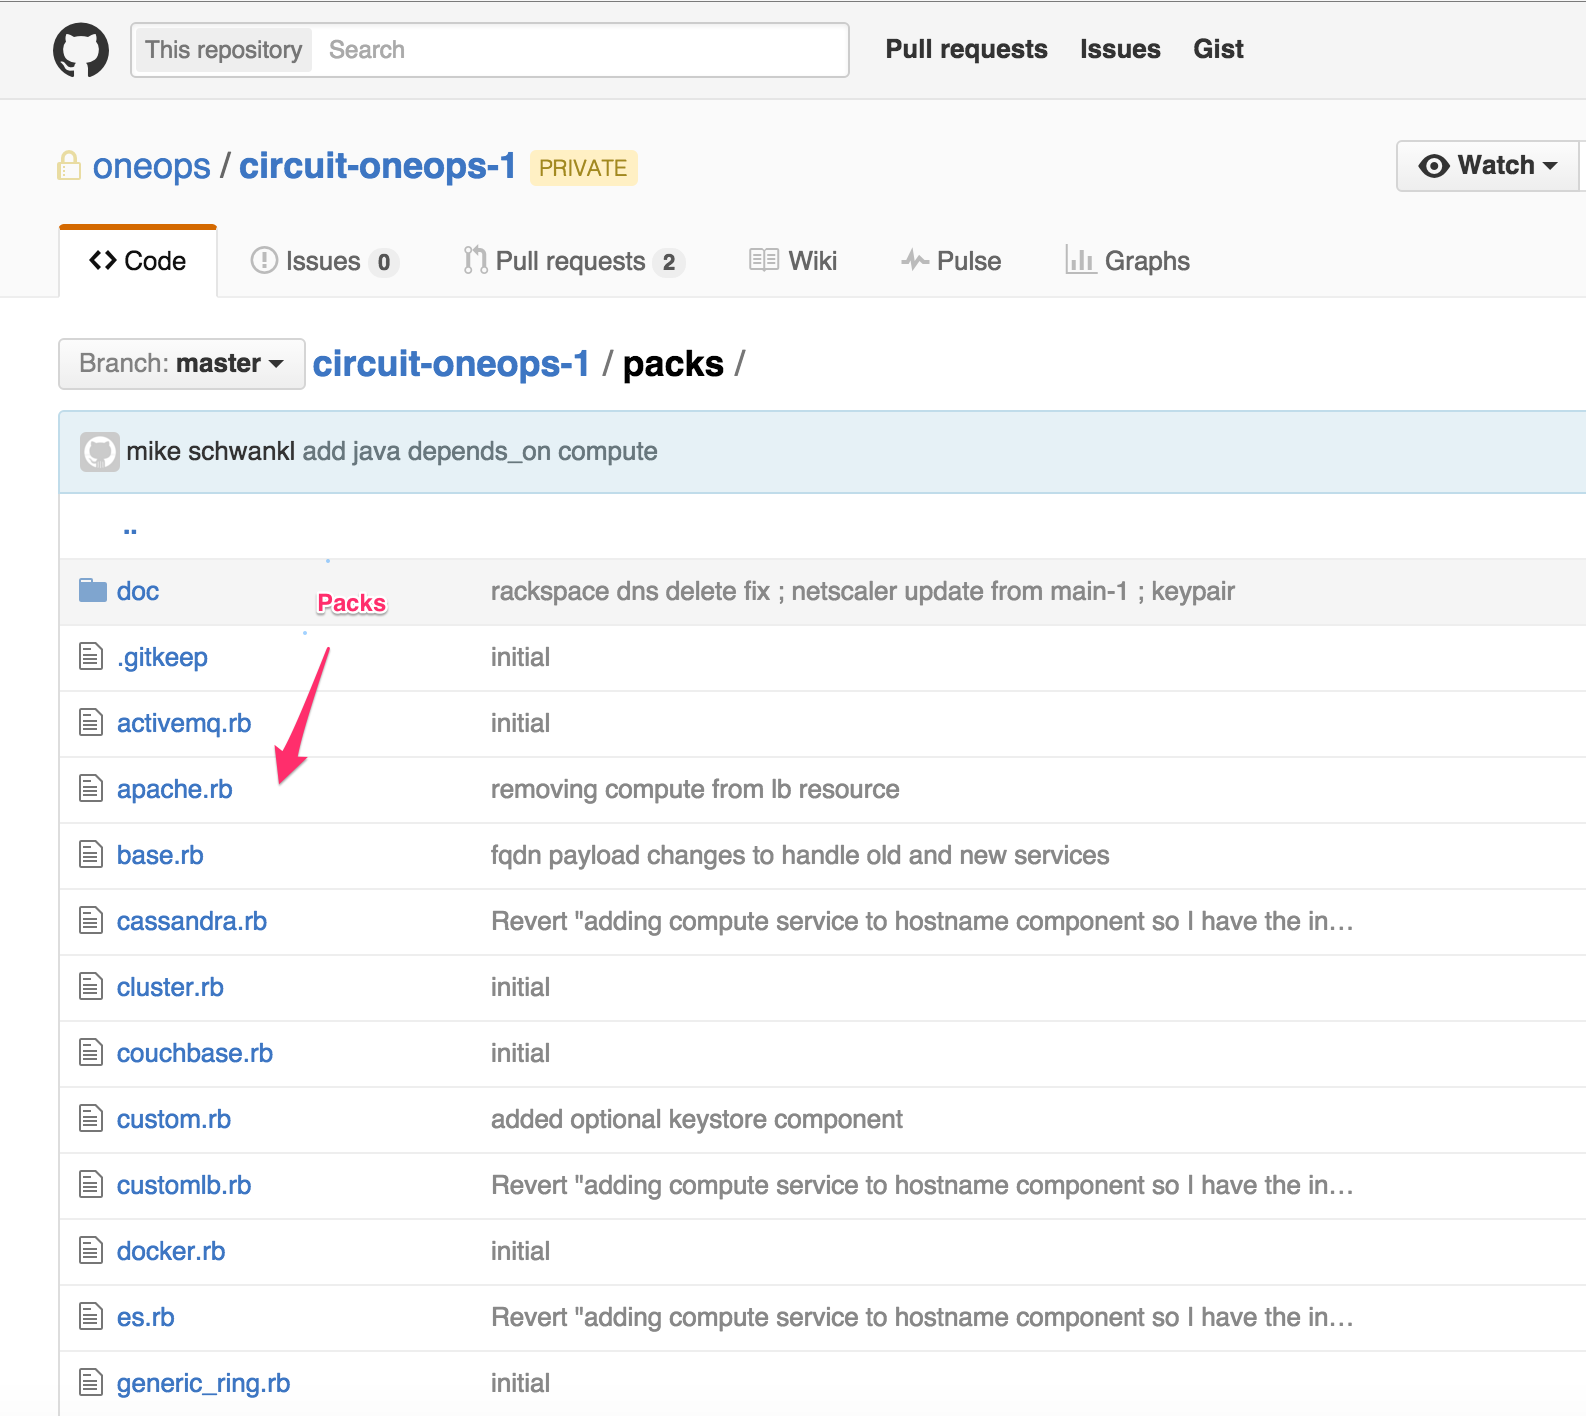 This repository Search Pull requests Issues Gist
oneops / circuit-oneops-1 PRIVATE Watch
Code Issues 0 Pull requests 2 Wiki Pulse Graphs
Branch: master circuit-oneops-1 / packs /
mike schwankl add java depends_on compute
..
doc rackspace dns delete fix ; netscaler update from main-1 ; keypair
Packs
.gitkeep initial
activemq.rb initial
apache.rb removing compute from lb resource
base.rb fqdn payload changes to handle old and new services
cassandra.rb Revert "adding compute service to hostname component so I have the in…
cluster.rb initial
couchbase.rb initial
custom.rb added optional keystore component
customlb.rb Revert "adding compute service to hostname component so I have the in…
docker.rb initial
es.rb Revert "adding compute service to hostname component so I have the in…
generic_ring.rb initial